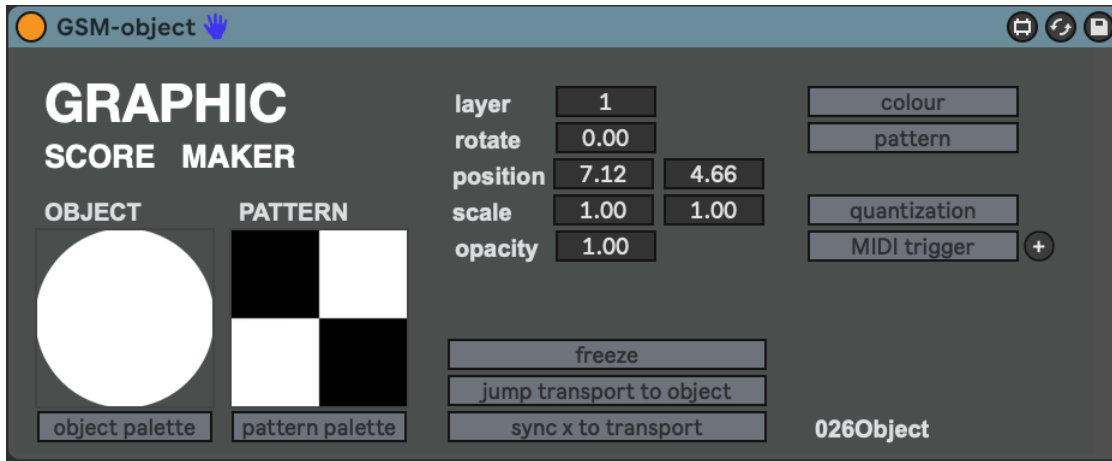 GSM-object
GRAPHIC
SCORE MAKER
OBJECT PATTERN
object palette pattern palette
layer 1
rotate 0.00
position 7.12 4.66
scale 1.00 1.00
opacity 1.00
freeze
jump transport to object
sync x to transport
colour
pattern
quantization
MIDI trigger +
026Object